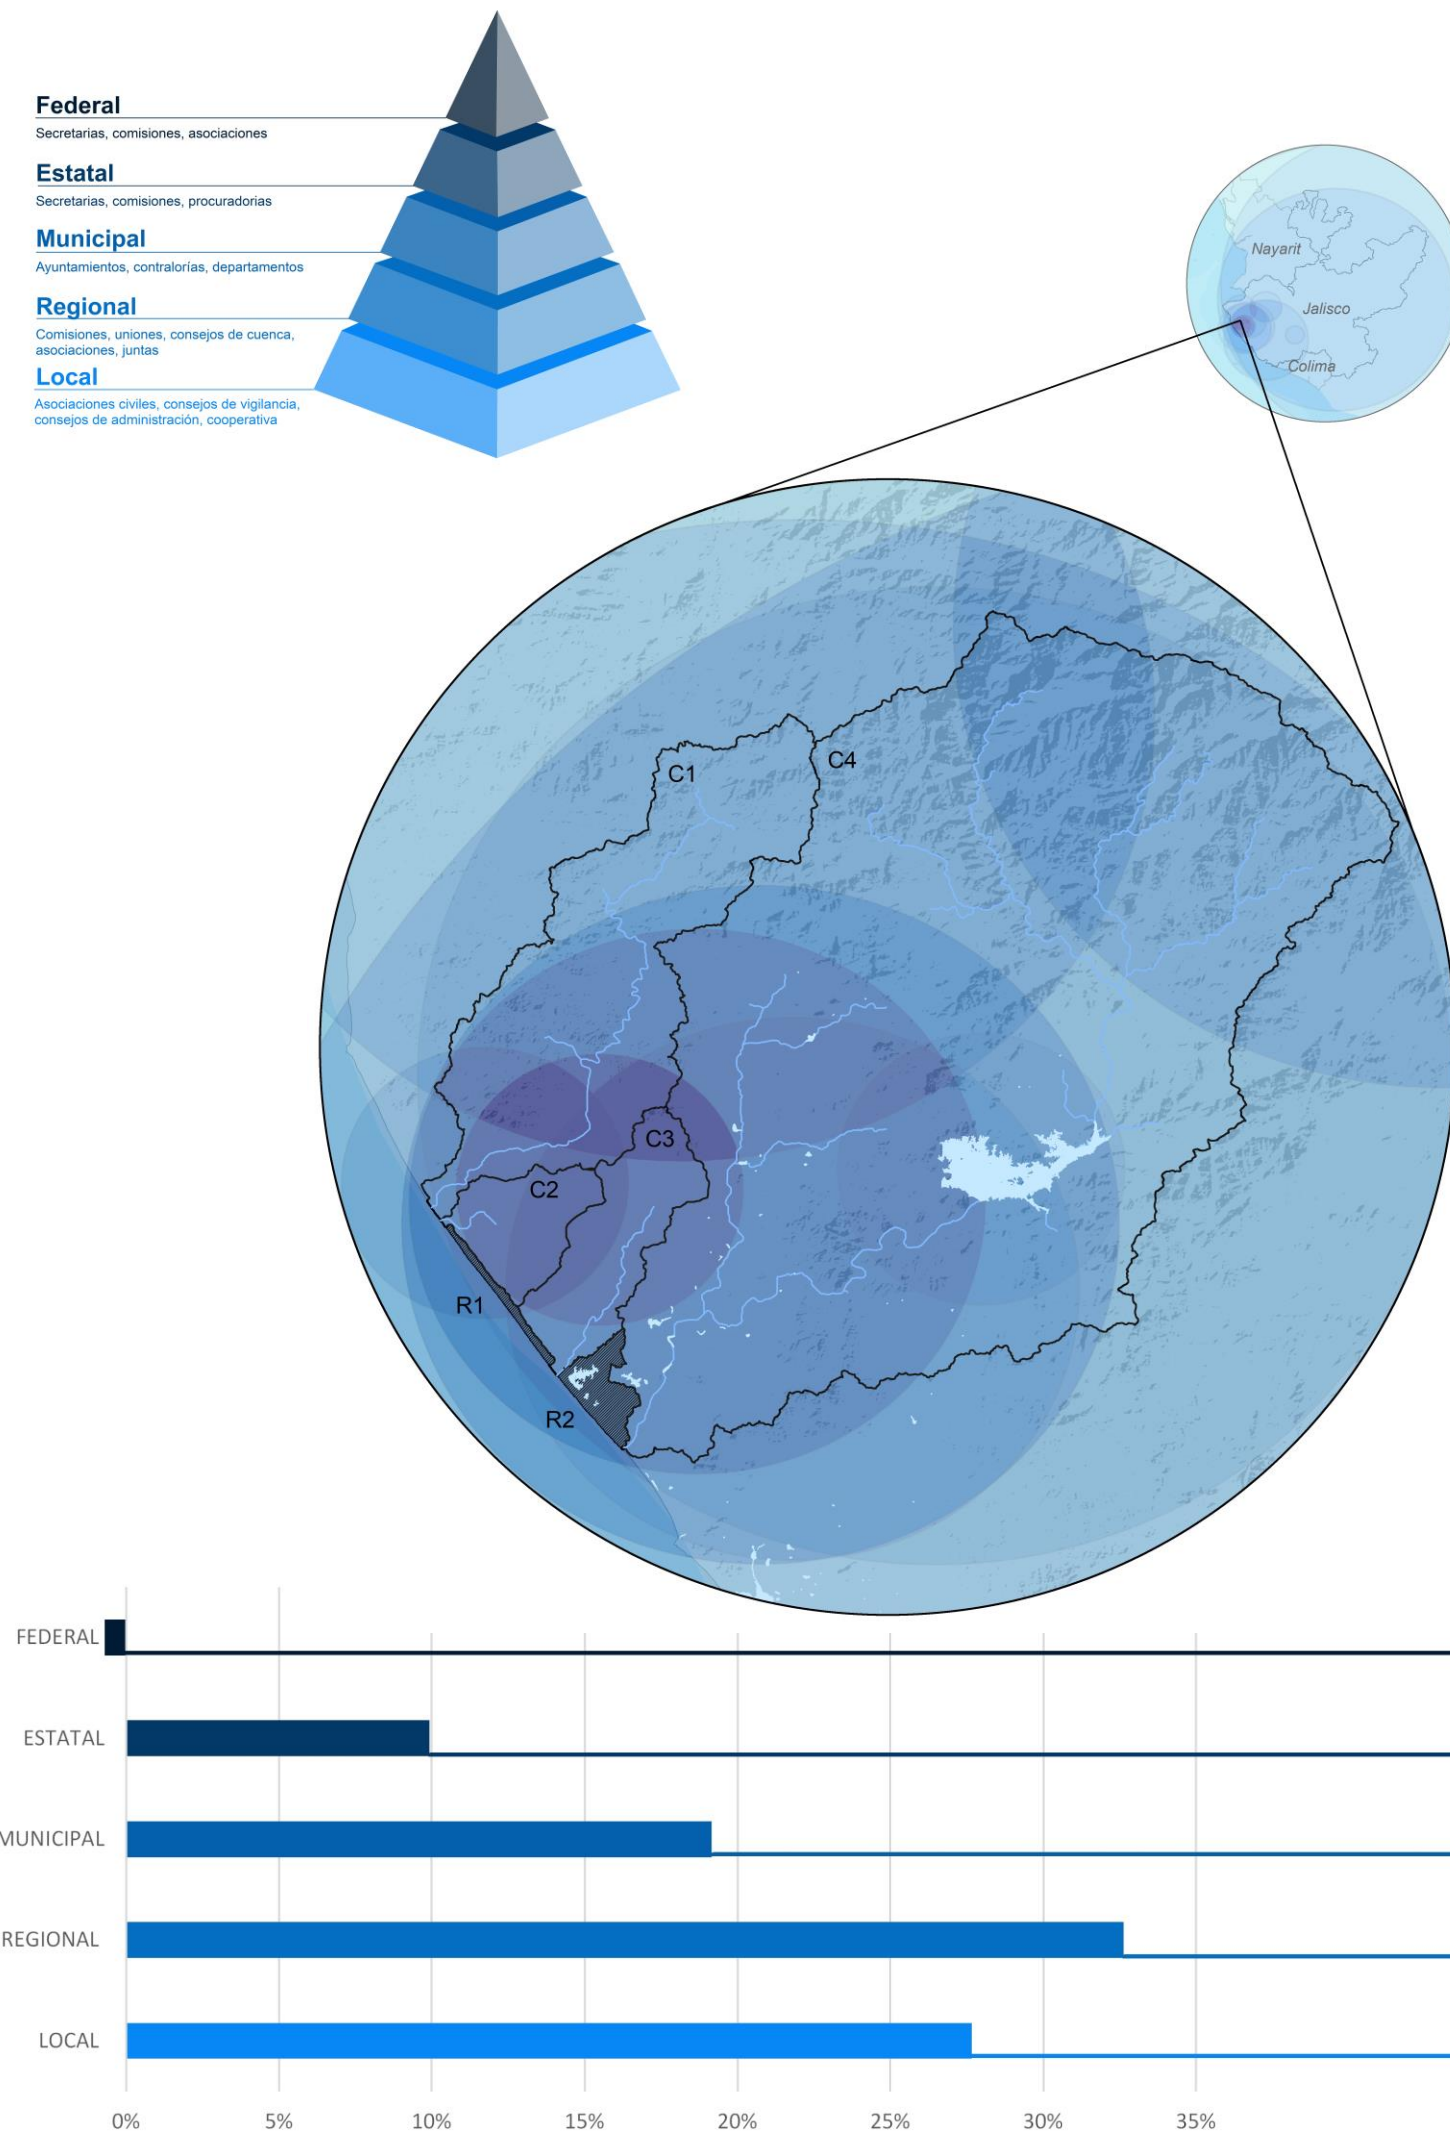 Federal
Secretarias, comisiones, asociaciones
Estatal
Secretarias, comisiones, procuradorias
Municipal
Ayuntamientos, contralorías, departamentos
Regional
Comisiones, uniones, consejos de cuenca,
asociaciones, juntas
Local
Asociaciones civiles, consejos de vigilancia,
consejos de administración, cooperativa
Nayarit
Jalisco
Colima
C1
C4
C3
C2
R1
R2
FEDERAL
ESTATAL
MUNICIPAL
REGIONAL
LOCAL
0% 5% 10% 15% 20% 25% 30% 35%